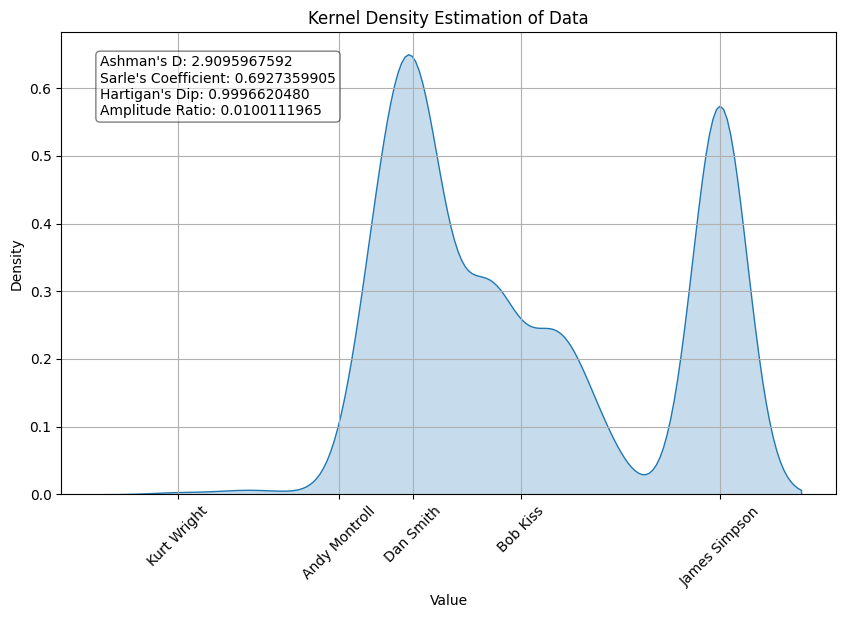 Kernel Density Estimation of Data
Ashman's D: 2.9095967592
Sarle's Coefficient: 0.6927359905
Hartigan's Dip: 0.9996620480
Amplitude Ratio: 0.0100111965
Density
0.6
0.5
0.4
0.3
0.2
0.1
0.0
Kurt Wright
Andy Montroll
Dan Smith
Bob Kiss
James Simpson
Value